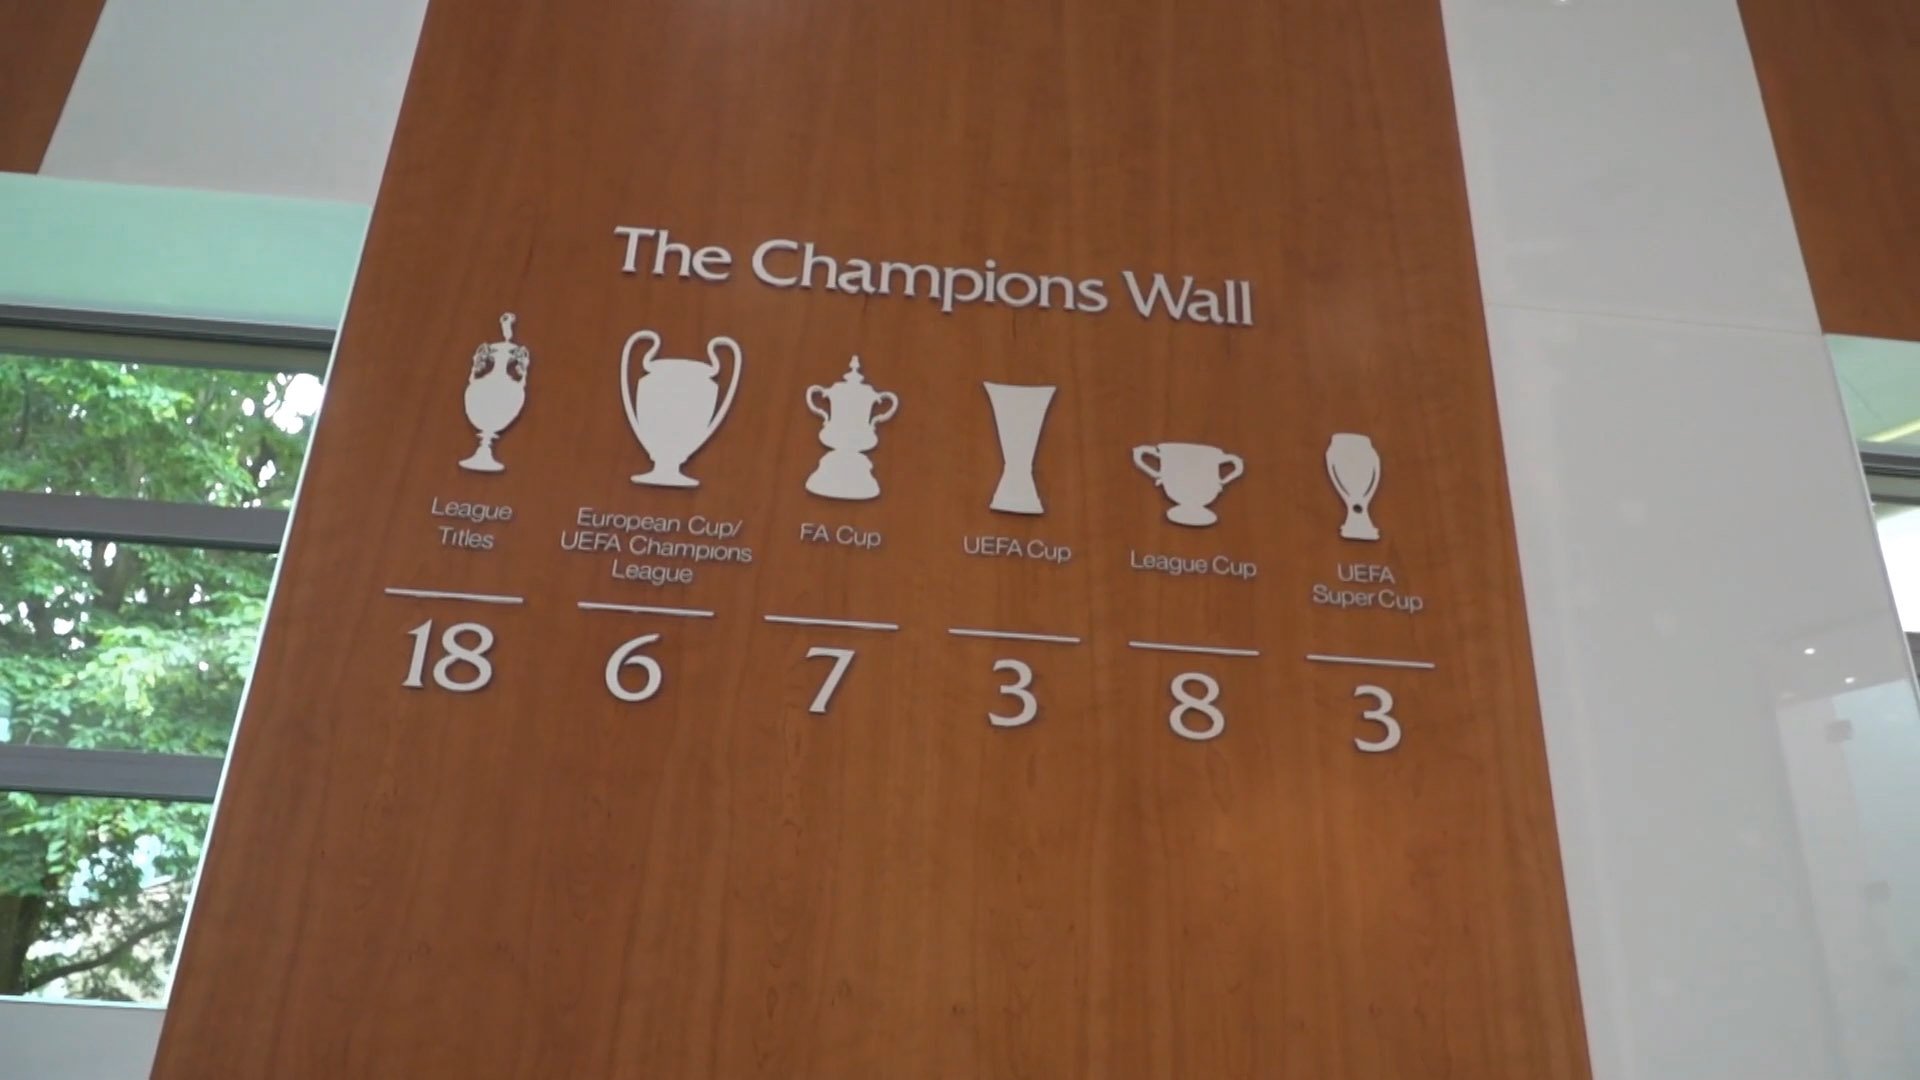 The Champions Wall
League
Titles
European Cup/
UEFA Champions
League
FA Cup
UEFA Cup
League Cup
UEFA
Super Cup
18
6
7
3
8
3